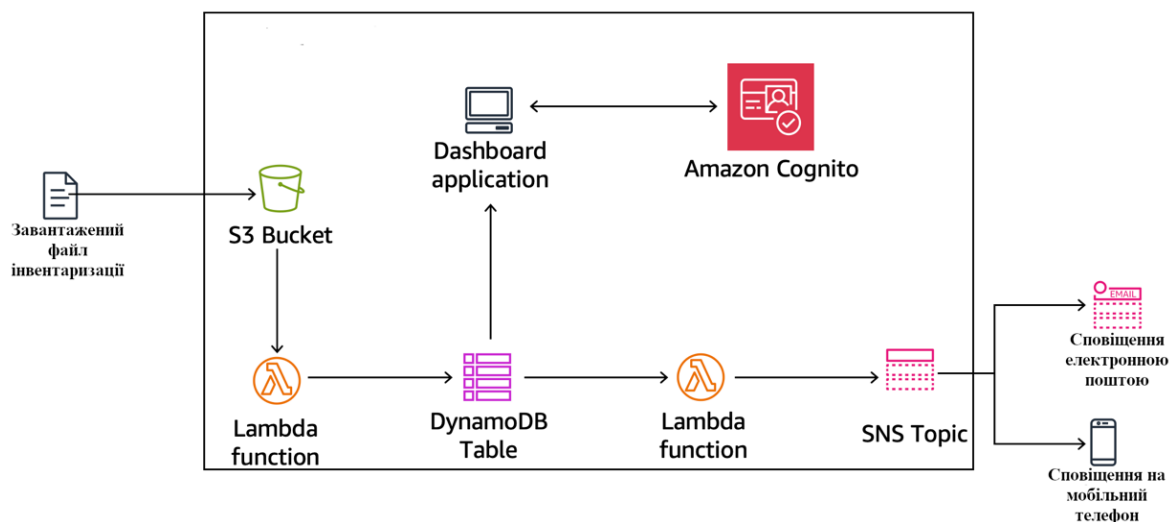 Dashboard
application
Amazon Cognito
Завантажений
файл
інвентаризації
S3 Bucket
EMAIL
Сповіщення
електронною
поштою
Lambda
function
DynamoDB
Table
Lambda
function
SNS Topic
Сповіщення на
мобільний
телефон